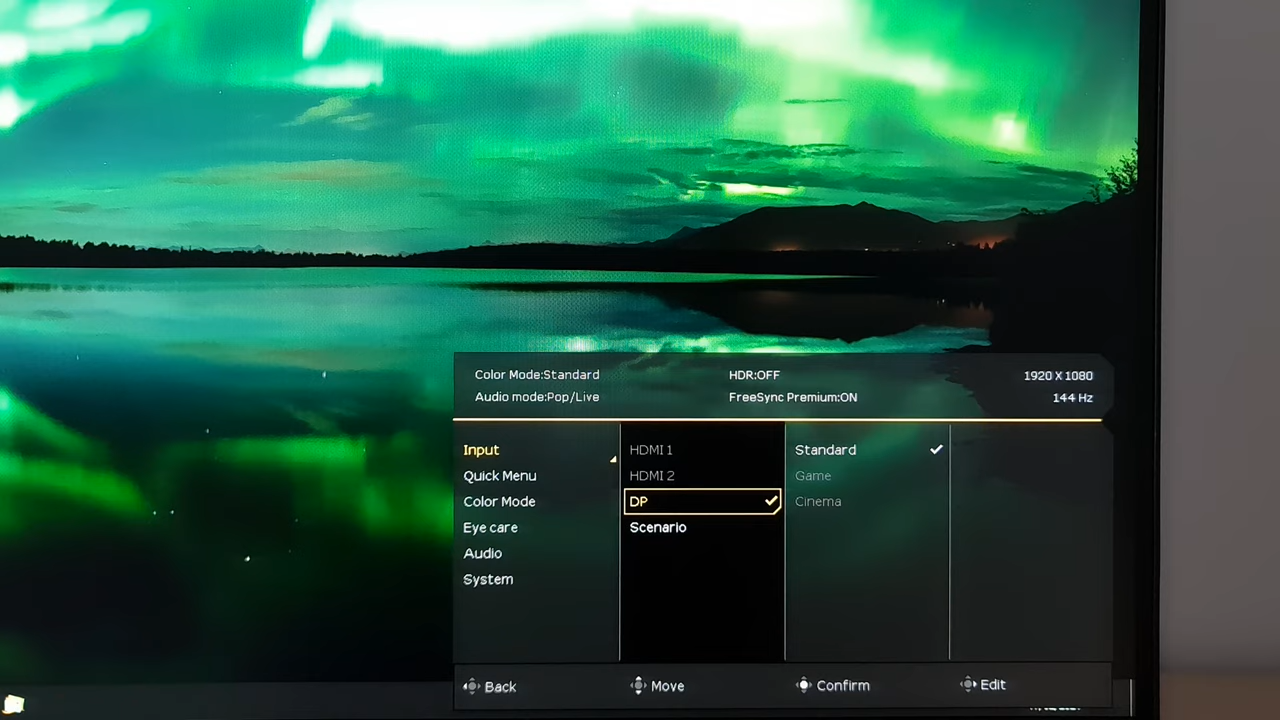 Color Mode:Standard
HDR:OFF
1920 X 1080
Audio mode:Pop/Live
FreeSync Premium:ON
144 Hz
Input
HDMI 1
Standard
Quick Menu
HDMI 2
Game
Color Mode
DP
Cinema
Eye care
Scenario
Audio
System
Back
Move
Confirm
Edit